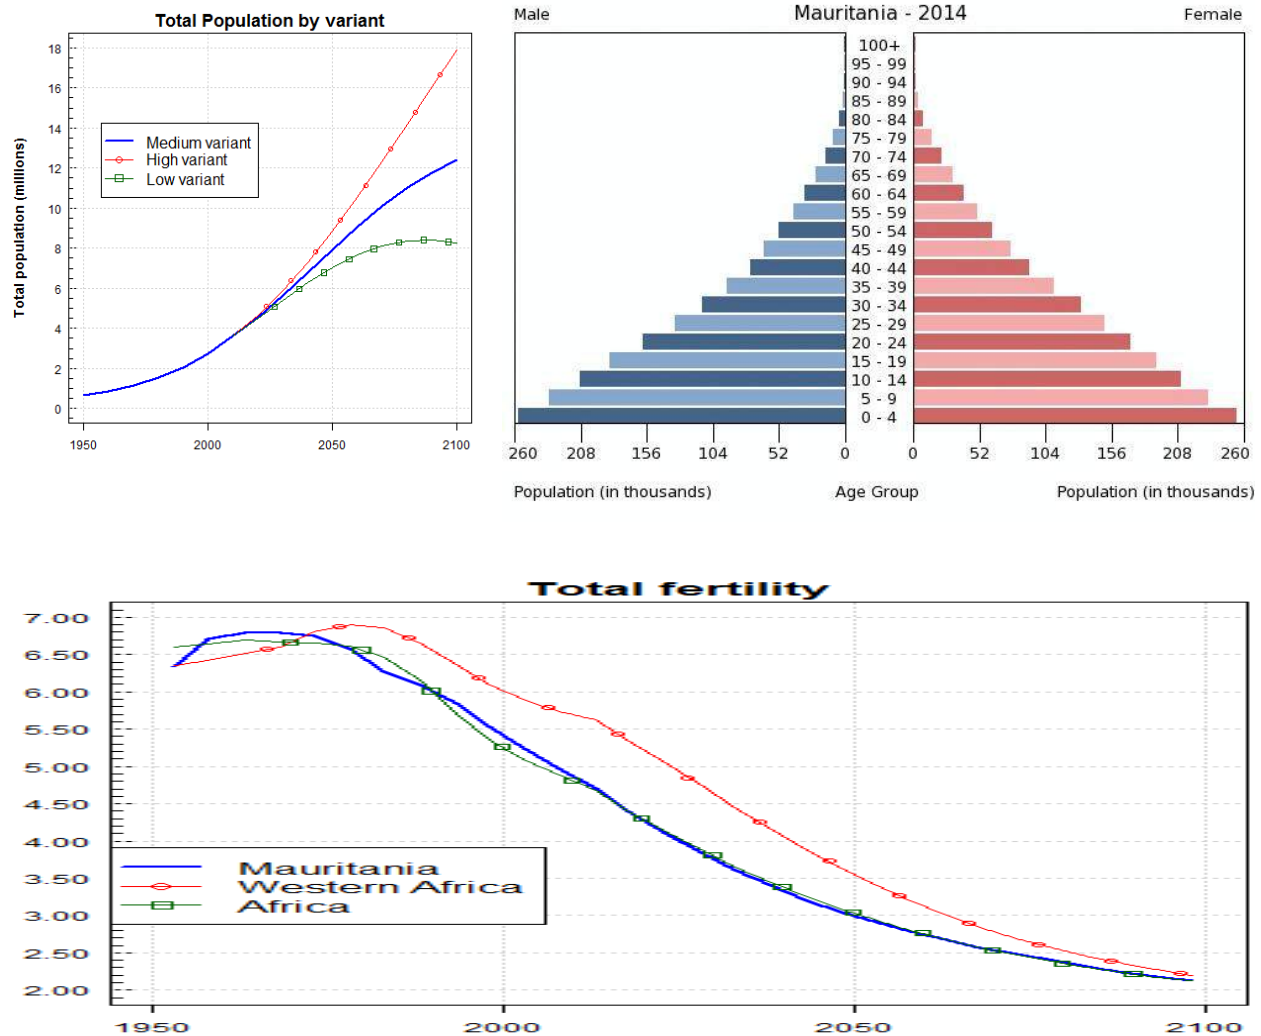 Total Population by variant
Total population (millions)
18
16
14
12
10
8
6
4
2
0
Medium variant
High variant
Low variant
1950
2000
2050
2100
Male
Mauritania - 2014
Female
100+
95 - 99
90 - 94
85 - 89
80 - 84
75 - 79
70 - 74
65 - 69
60 - 64
55 - 59
50 - 54
45 - 49
40 - 44
35 - 39
30 - 34
25 - 29
20 - 24
15 - 19
10 - 14
5 - 9
0 - 4
260 208 156 104 52 0 0 52 104 156 208 260
Population (in thousands) Age Group Population (in thousands)
Total fertility
7.00
6.50
6.00
5.50
5.00
4.50
4.00
3.50
3.00
2.50
2.00
Mauritania
Western Africa
Africa
1950 2000 2050 2100